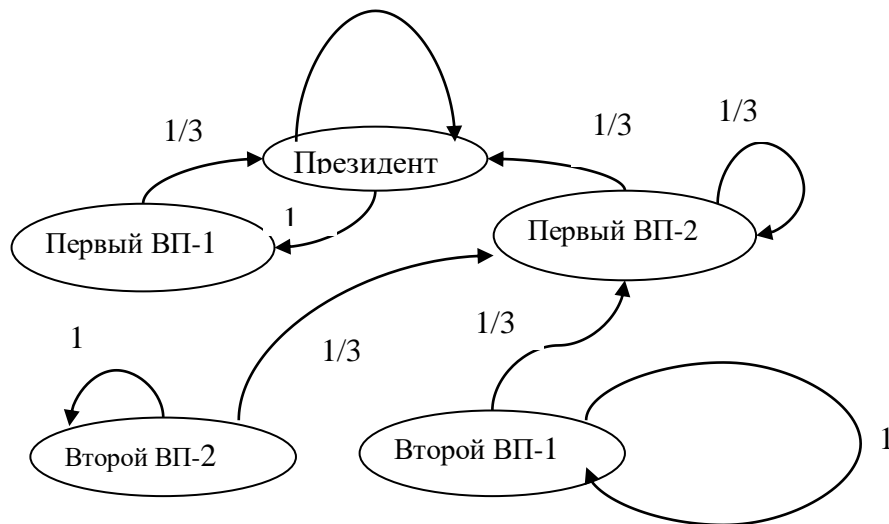 1/3
1/3
1/3
Президент
1
Первый ВП-1
Первый ВП-2
1
1/3
1/3
Второй ВП-2
Второй ВП-1
1